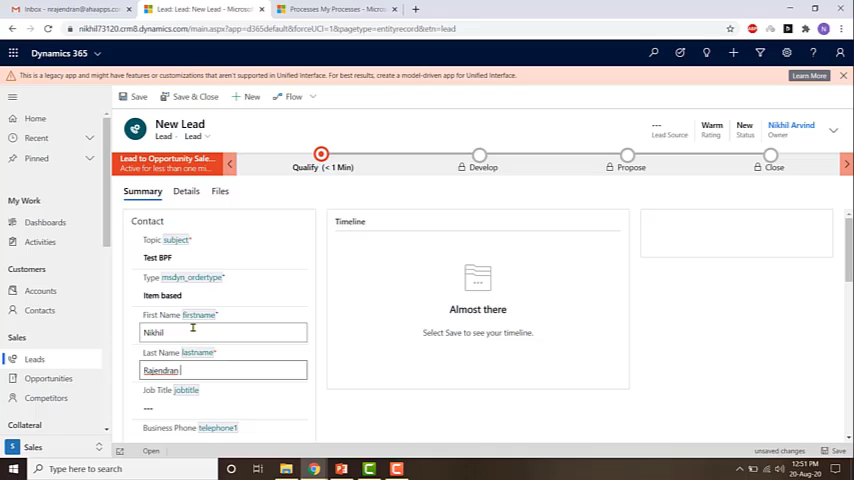 Inbox - nrajendran@ahaapps.c
Lead: Lead: New Lead - Microsof
Processes My Processes - Micros
nikhil73120.crm8.dynamics.com/main.aspx?app=d365default&forceUCI=1&pagetype=entityrecord&etn=lead
Dynamics 365
This is a legacy app and might have features or customizations that aren't supported in Unified Interface. For best results, create a model-driven app for Unified Interface.
Learn More
Save
Save & Close
New
Flow
New Lead
Lead
Lead
---
Lead Source
Warm
Rating
New
Status
Nikhil Arvind
Owner
Lead to Opportunity Sale...
Active for less than one mi...
Qualify (< 1 Min)
Develop
Propose
Close
Home
Recent
Pinned
My Work
Dashboards
Activities
Customers
Accounts
Contacts
Sales
Leads
Opportunities
Competitors
Collateral
S
Sales
Summary
Details
Files
Contact
Topic subject*
Test BPF
Type msdyn_ordertype*
Item based
First Name firstname*
Nikhil
Last Name lastname*
Rajendran
Job Title jobtitle
---
Business Phone telephone1
Timeline
Almost there
Select Save to see your timeline.
Open
unsaved changes
Save
Type here to search
12:51 PM
20-Aug-20